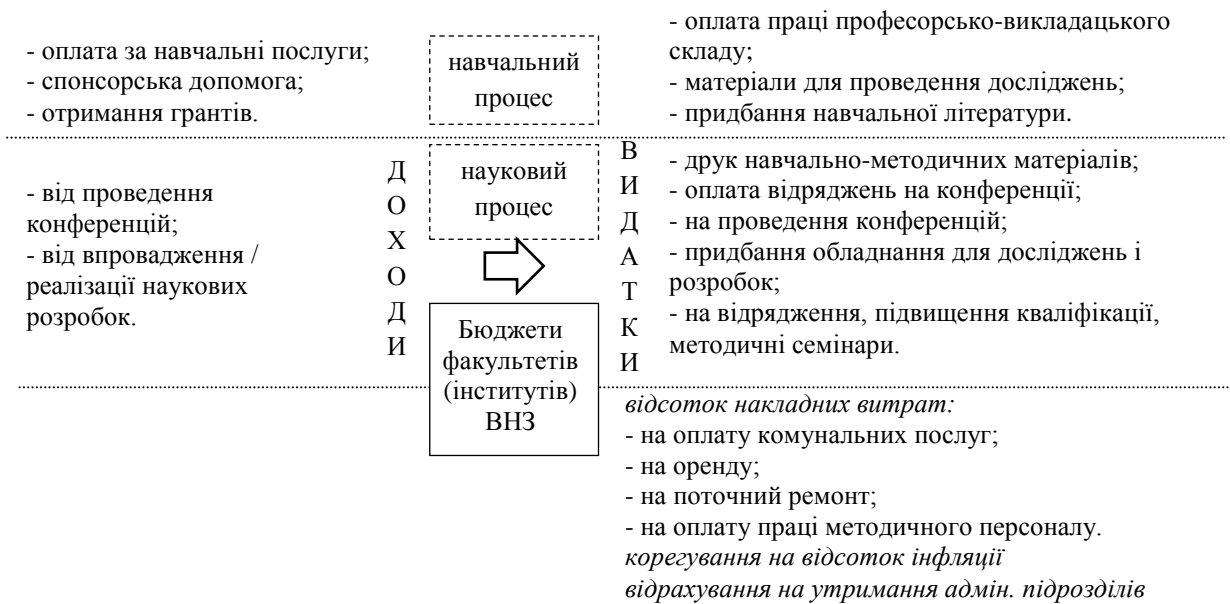 - оплата за навчальні послуги;
- спонсорська допомога;
- отримання грантів.
навчальний
процес
- оплата праці професорсько-викладацького
складу;
- матеріали для проведення досліджень;
- придбання навчальної літератури.
- від проведення
конференцій;
- від впровадження /
реалізації наукових
розробок.
Д
О
Х
О
Д
И
науковий
процес
Бюджети
факультетів
(інститутів)
ВНЗ
В
И
Д
А
Т
К
И
- друк навчально-методичних матеріалів;
- оплата відряджень на конференції;
- на проведення конференцій;
- придбання обладнання для досліджень і
розробок;
- на відрядження, підвищення кваліфікації,
методичні семінари.
відсоток накладних витрат:
- на оплату комунальних послуг;
- на оренду;
- на поточний ремонт;
- на оплату праці методичного персоналу.
корегування на відсоток інфляції
відрахування на утримання адмін. підрозділів